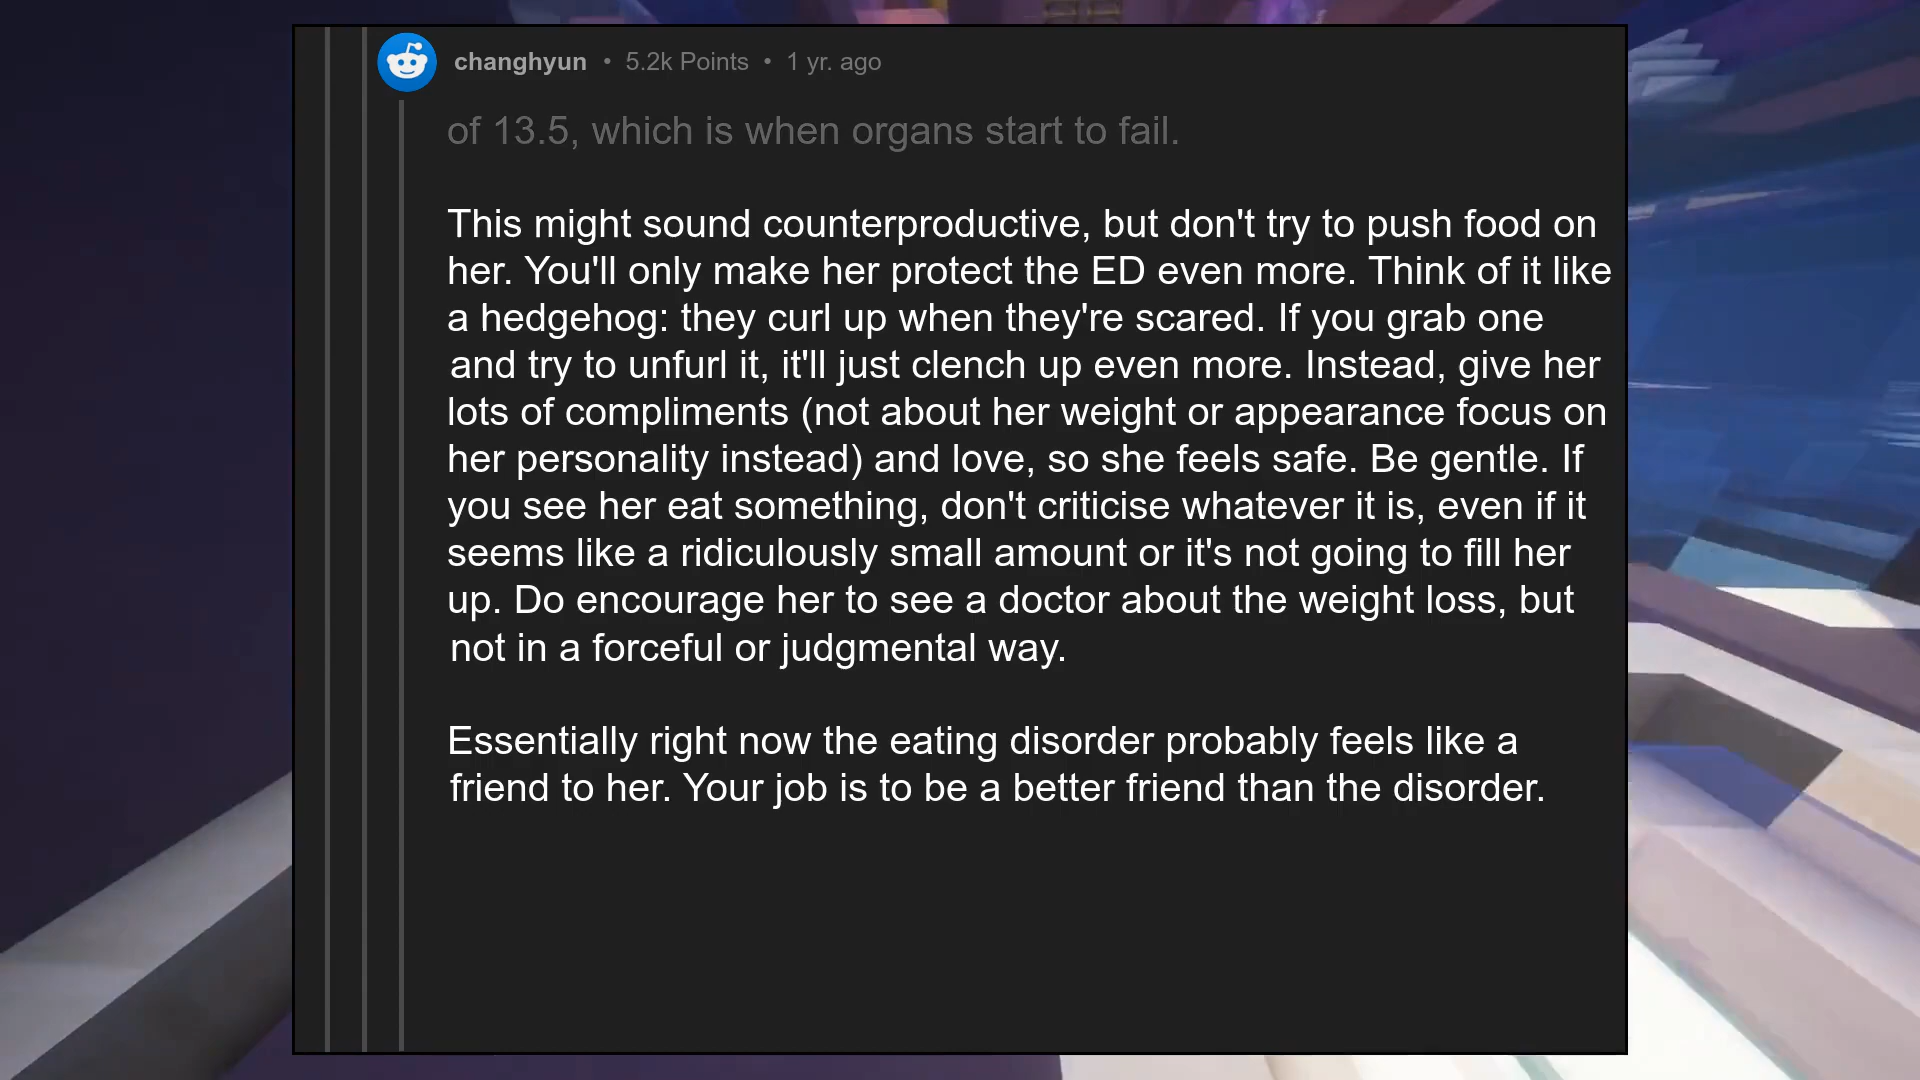 changhyun • 5.2k Points • 1 yr. ago
of 13.5, which is when organs start to fail.
This might sound counterproductive, but don't try to push food on
her. You'll only make her protect the ED even more. Think of it like
a hedgehog: they curl up when they're scared. If you grab one
and try to unfurl it, it'll just clench up even more. Instead, give her
lots of compliments (not about her weight or appearance focus on
her personality instead) and love, so she feels safe. Be gentle. If
you see her eat something, don't criticise whatever it is, even if it
seems like a ridiculously small amount or it's not going to fill her
up. Do encourage her to see a doctor about the weight loss, but
not in a forceful or judgmental way.
Essentially right now the eating disorder probably feels like a
friend to her. Your job is to be a better friend than the disorder.